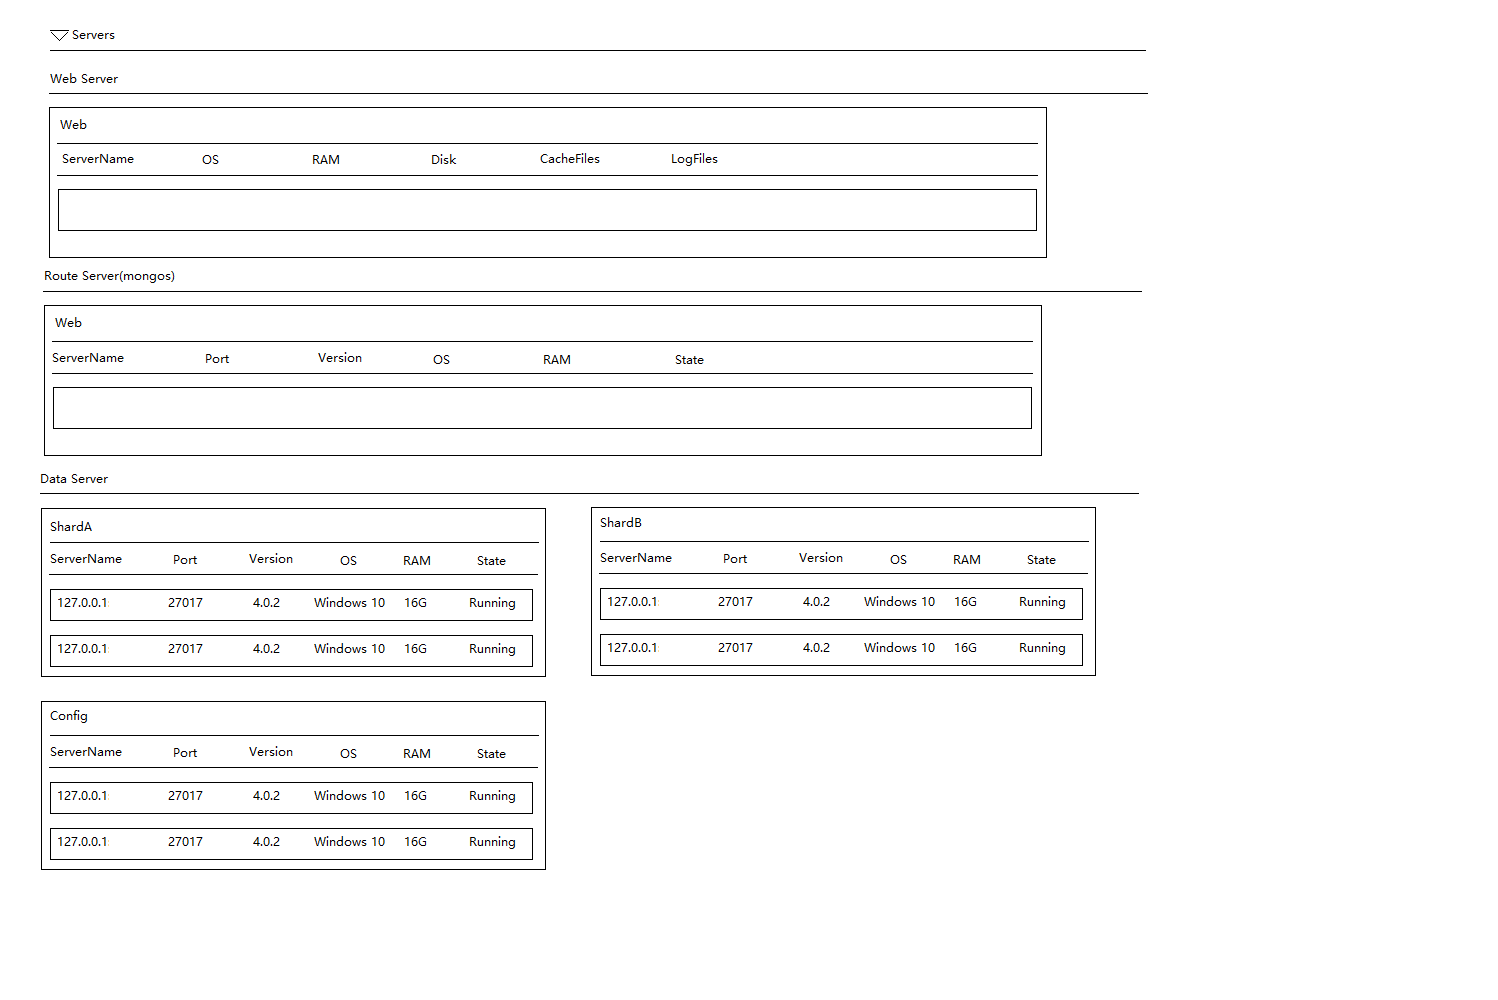 Servers
Web Server
Web
ServerName OS RAM Disk CacheFiles LogFiles
Route Server(mongos)
Web
ServerName Port Version OS RAM State
Data Server
ShardA
ServerName Port Version OS RAM State
127.0.0.1 27017 4.0.2 Windows 10 16G Running
127.0.0.1 27017 4.0.2 Windows 10 16G Running
ShardB
ServerName Port Version OS RAM State
127.0.0.1 27017 4.0.2 Windows 10 16G Running
127.0.0.1 27017 4.0.2 Windows 10 16G Running
Config
ServerName Port Version OS RAM State
127.0.0.1 27017 4.0.2 Windows 10 16G Running
127.0.0.1 27017 4.0.2 Windows 10 16G Running